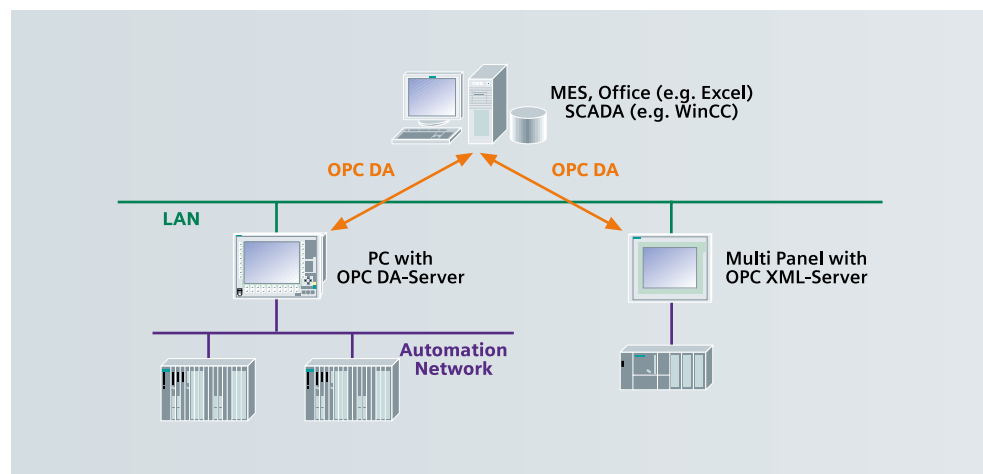 MES, Office (e.g. Excel)
SCADA (e.g. WinCC)
OPC DA
OPC DA
LAN
PC with
OPC DA-Server
Multi Panel with
OPC XML-Server
Automation
Network